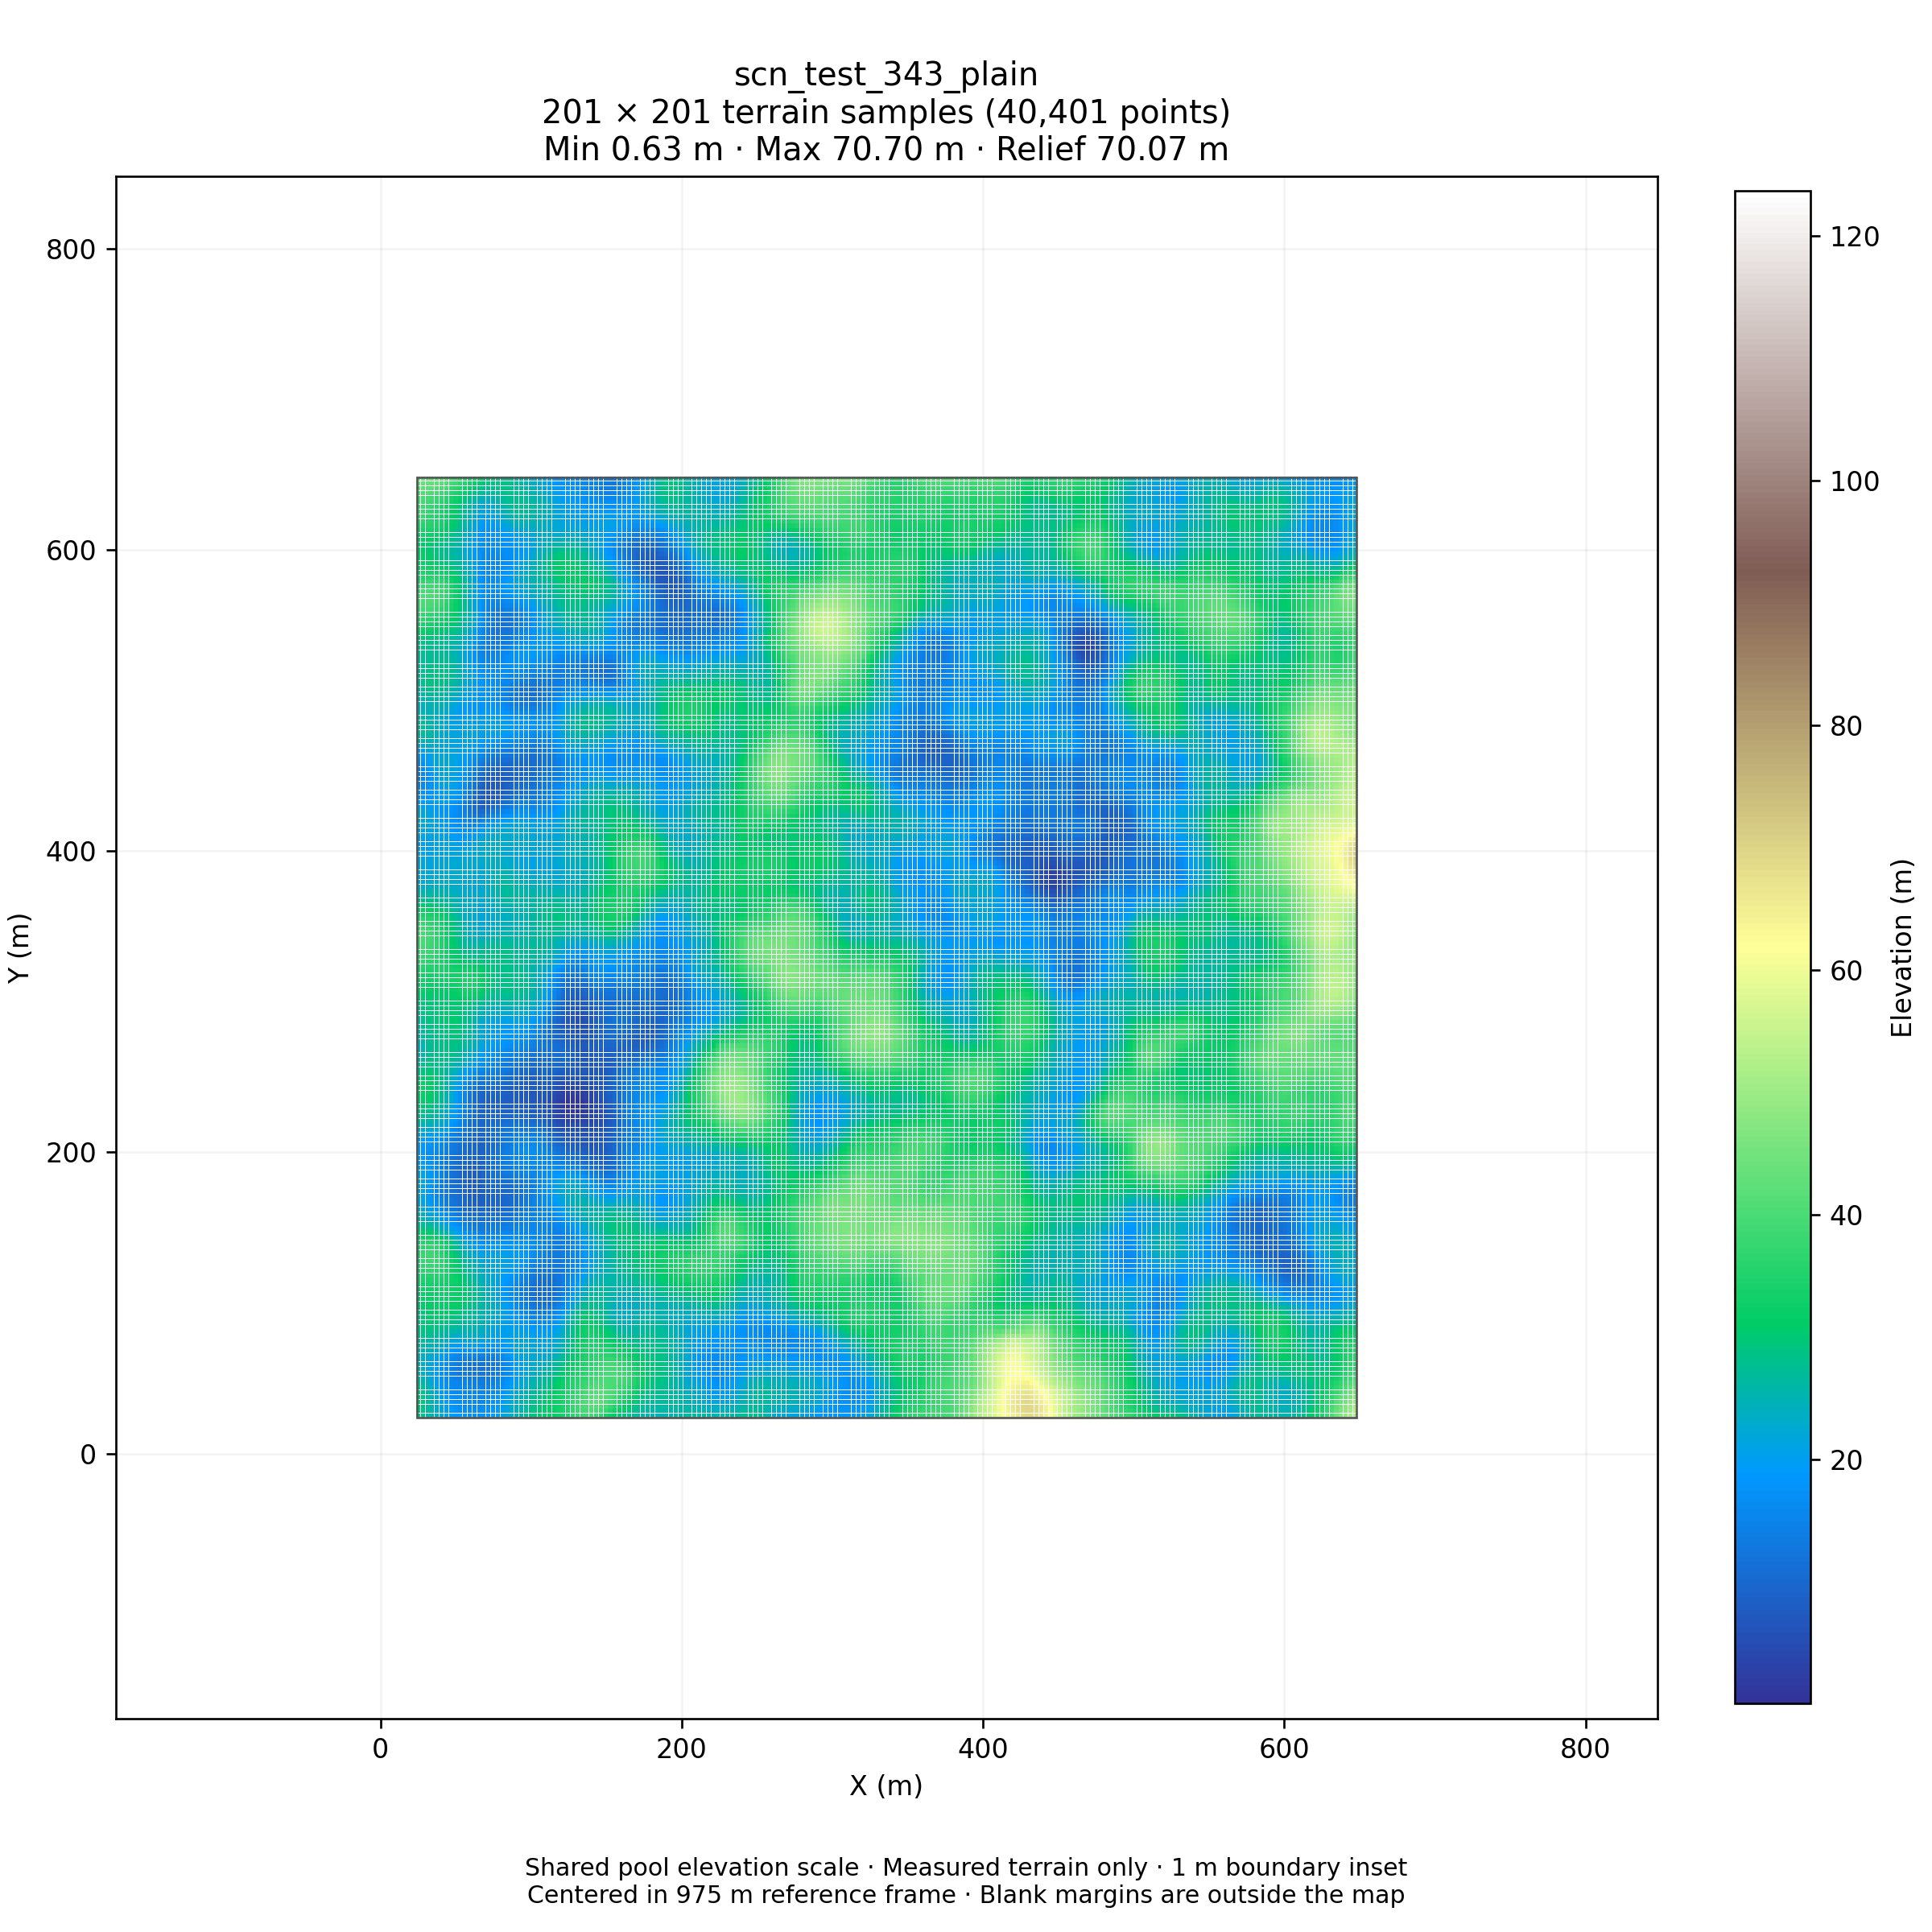 scn_test_343_plain
201 × 201 terrain samples (40,401 points)
Min 0.63 m · Max 70.70 m · Relief 70.07 m
800
600
400
200
0
Y (m)
0
200
400
600
800
X (m)
120
100
80
60
40
20
Elevation (m)
Shared pool elevation scale · Measured terrain only · 1 m boundary inset
Centered in 975 m reference frame · Blank margins are outside the map